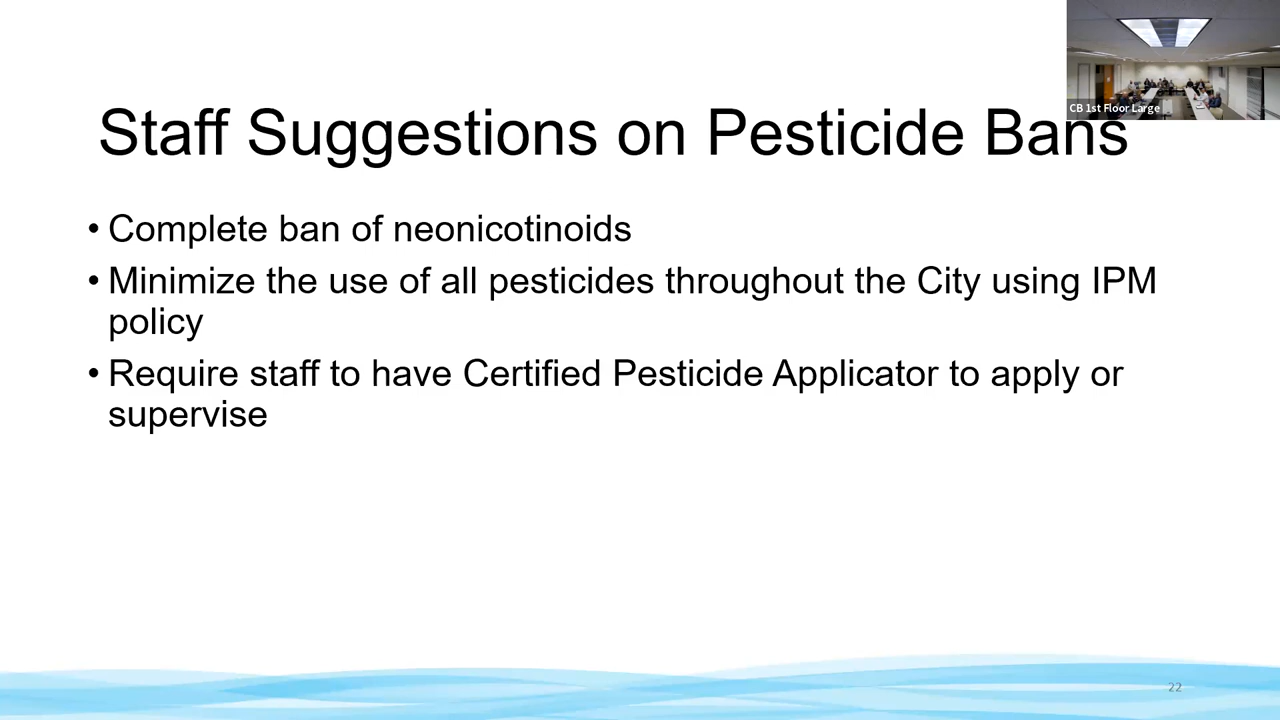 CB 1st Floor Large
Staff Suggestions on Pesticide Bans
• Complete ban of neonicotinoids
• Minimize the use of all pesticides throughout the City using IPM
policy
• Require staff to have Certified Pesticide Applicator to apply or
supervise
22